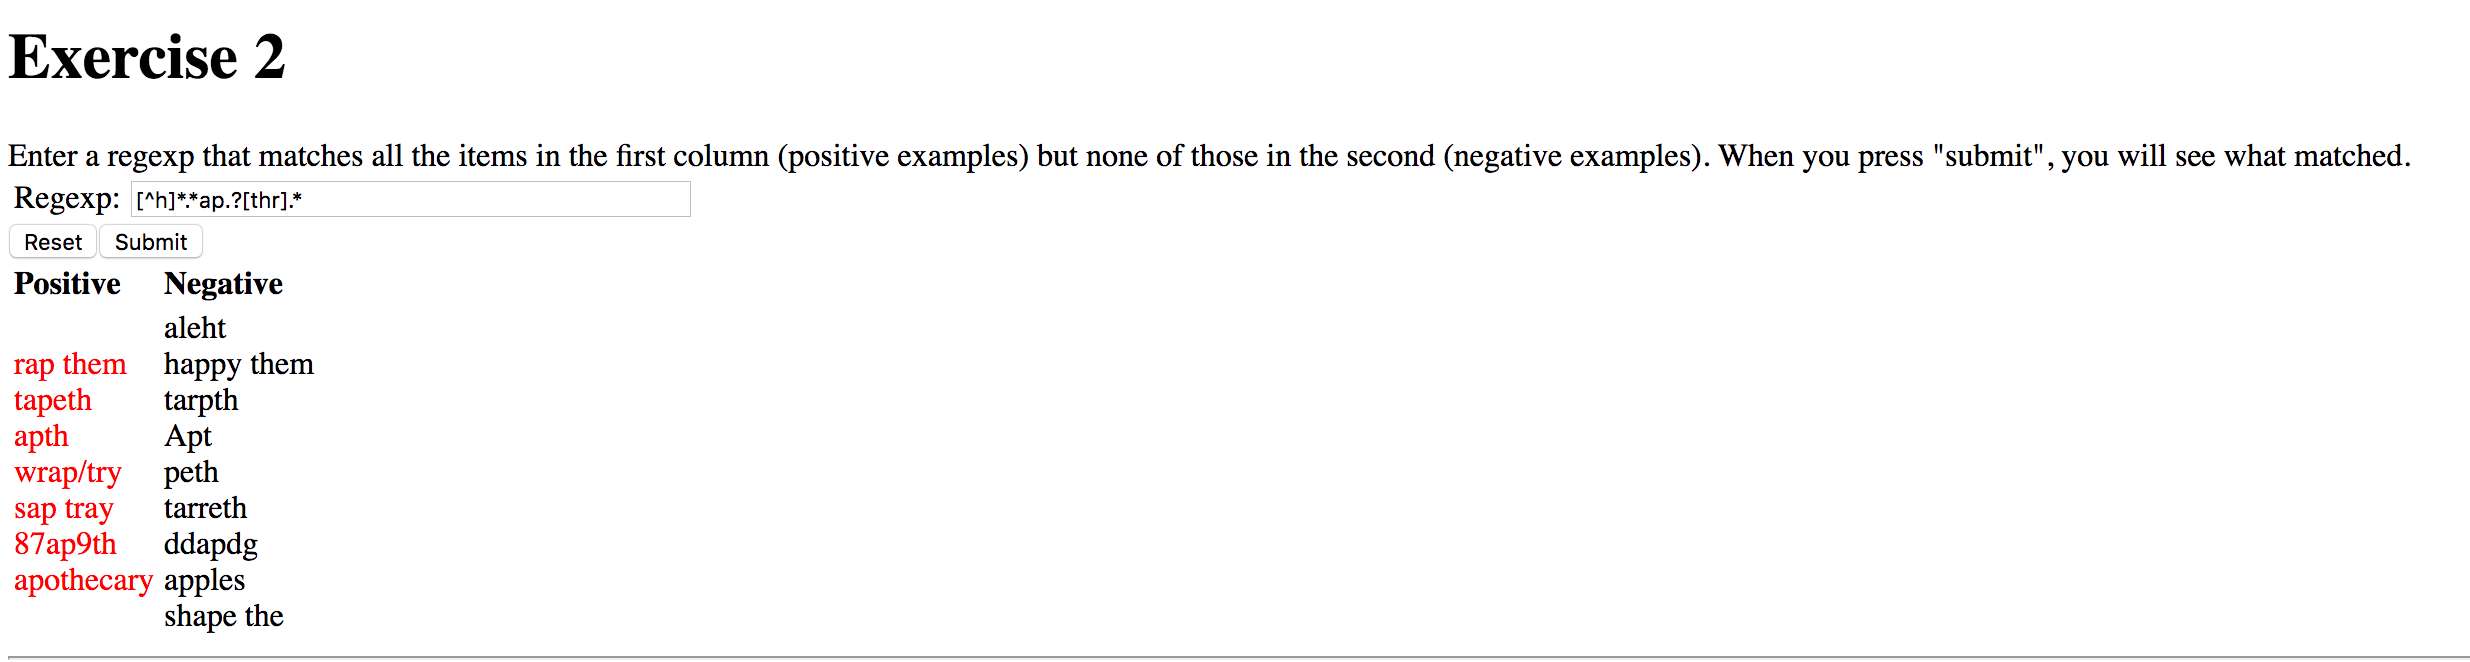 Exercise 2
Enter a regexp that matches all the items in the first column (positive examples) but none of those in the second (negative examples). When you press "submit", you will see what matched.
Regexp: [^h]*.*ap.?[thr].*
Reset Submit
Positive Negative
aleht
rap them happy them
tapeth tarpth
apth Apt
wrap/try peth
sap tray tarreth
87ap9th ddapdg
apothecary apples
shape the